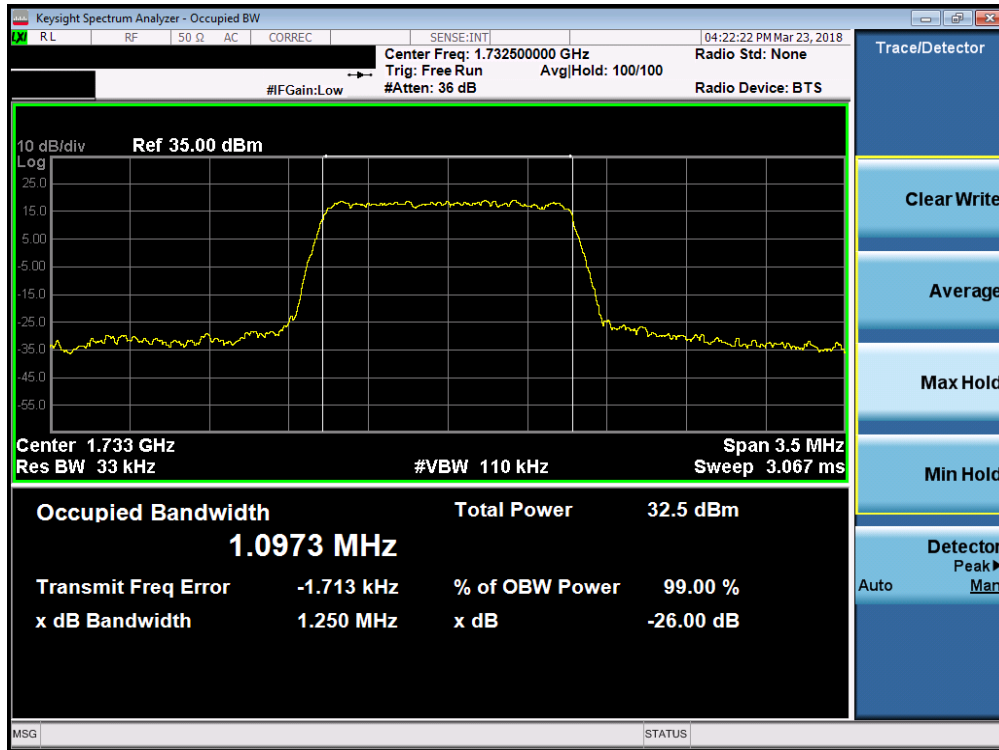 Keysight Spectrum Analyzer - Occupied BW
LXI RL RF 50 Ω AC CORREC SENSE:INT 04:22:22 PM Mar 23, 2018
Center Freq: 1.732500000 GHz Radio Std: None
Trig: Free Run Avg|Hold: 100/100
#IFGain:Low #Atten: 36 dB Radio Device: BTS
Trace/Detector
10 dB/div Ref 35.00 dBm
Log
25.0
15.0
5.00
-5.00
-15.0
-25.0
-35.0
-45.0
-55.0
Center 1.733 GHz Span 3.5 MHz
Res BW 33 kHz #VBW 110 kHz Sweep 3.067 ms
Occupied Bandwidth Total Power 32.5 dBm
1.0973 MHz
Transmit Freq Error -1.713 kHz % of OBW Power 99.00 %
x dB Bandwidth 1.250 MHz x dB -26.00 dB
Clear Write
Average
Max Hold
Min Hold
Detector
Peak
Auto Man
MSG STATUS